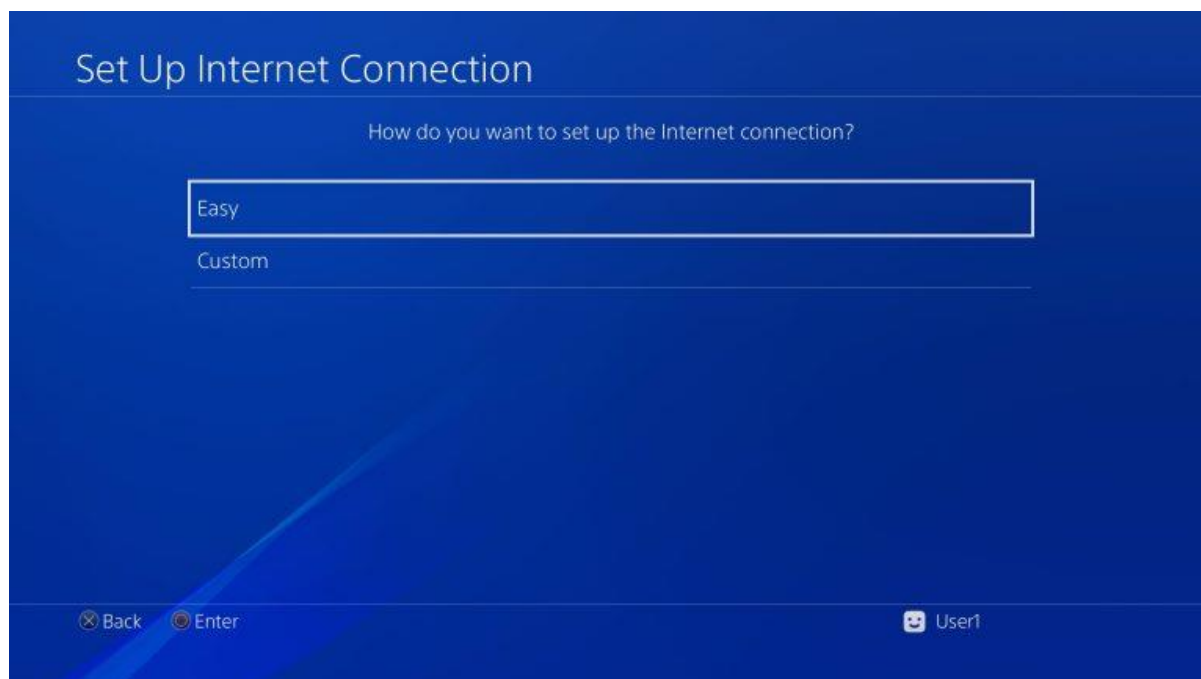 Set Up Internet Connection
How do you want to set up the Internet connection?
Easy
Custom
Back Enter User1